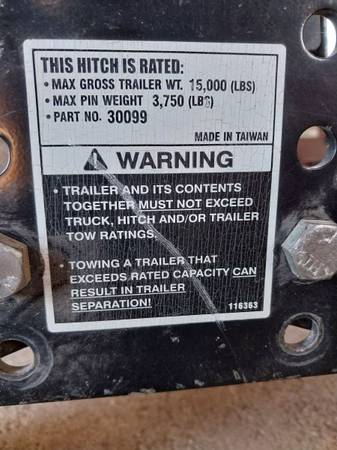 THIS HITCH IS RATED:
• MAX GROSS TRAILER WT. 15,000 (LBS)
• MAX PIN WEIGHT 3,750 (LBS)
• PART NO. 30099
MADE IN TAIWAN
WARNING
• TRAILER AND ITS CONTENTS
TOGETHER MUST NOT EXCEED
TRUCK, HITCH AND/OR TRAILER
TOW RATINGS.
• TOWING A TRAILER THAT
EXCEEDS RATED CAPACITY CAN
RESULT IN TRAILER
SEPARATION!
116363